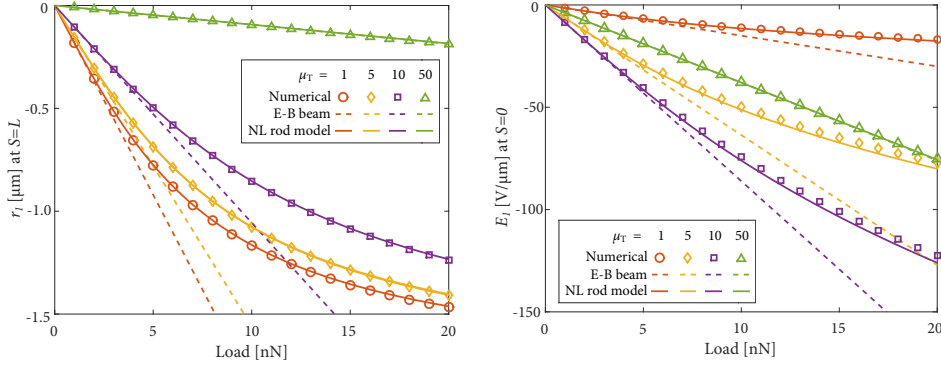 0
-0.5
-1.0
-1.5
0
5
10
15
20
r₁ [μm] at S=L
Load [nN]
μ_T = 1 5 10 50
Numerical
E-B beam
NL rod model
0
-50
-100
-150
0
5
10
15
20
E₁ [V/μm] at S=0
Load [nN]
μ_T = 1 5 10 50
Numerical
E-B beam
NL rod model